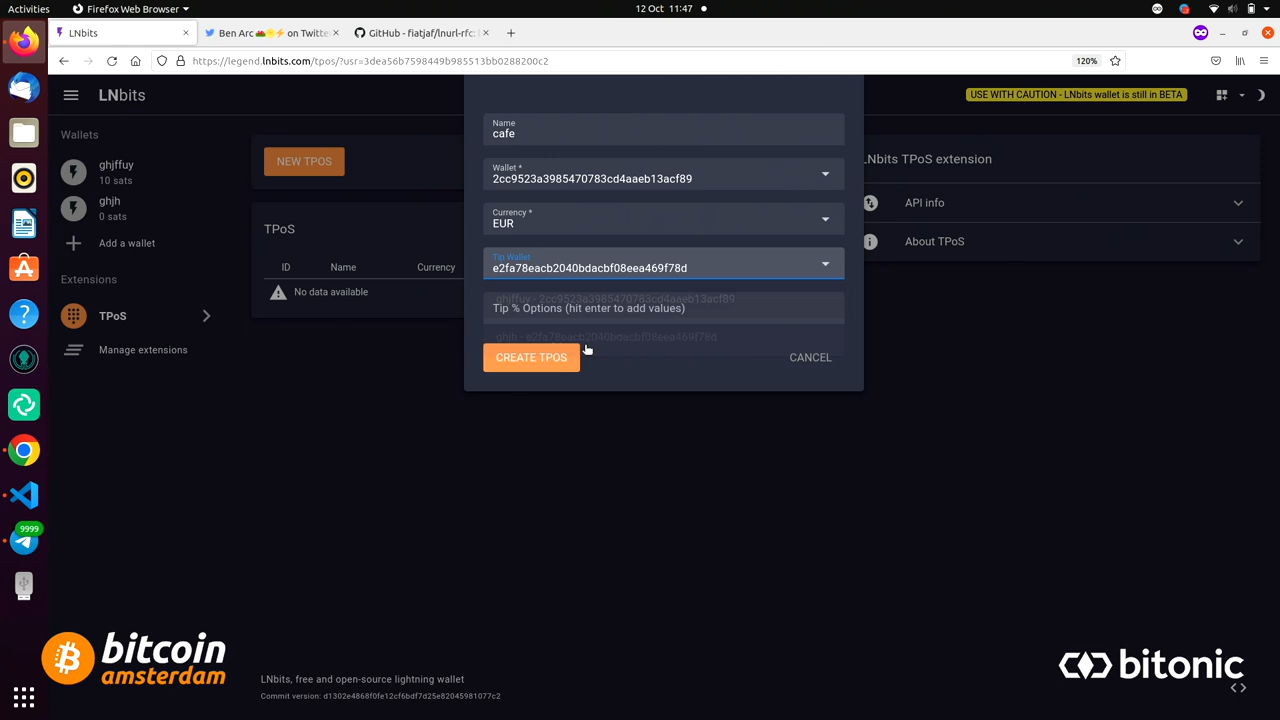 Activities
Firefox Web Browser
12 Oct 11:47
LNbits
Ben Arc on Twitte
GitHub - fiatjaf/lnurl-rfc:
https://legend.lnbits.com/tpos/?usr=3dea56b7598449b985513bb0288200c2
120%
LNbits
USE WITH CAUTION - LNbits wallet is still in BETA
Wallets
ghjffuy
10 sats
ghjh
0 sats
Add a wallet
Extensions
TPoS
Manage extensions
NEW TPOS
TPoS
ID Name Currency
No data available
Name
cafe
Wallet *
2cc9523a3985470783cd4aaeb13acf89
Currency *
EUR
Tip Wallet
e2fa78eacb2040bdacbf08eea469f78d
ghjffuy - 2cc9523a3985470783cd4aaeb13acf89
Tip % Options (hit enter to add values)
ghjh - e2fa78eacb2040bdacbf08eea469f78d
CREATE TPOS
CANCEL
LNbits TPoS extension
API info
About TPoS
9999
bitcoin
amsterdam
LNbits, free and open-source lightning wallet
Commit version: d1302e4868f0fe12cf6bdf7d25e82045981077c2
bitonic